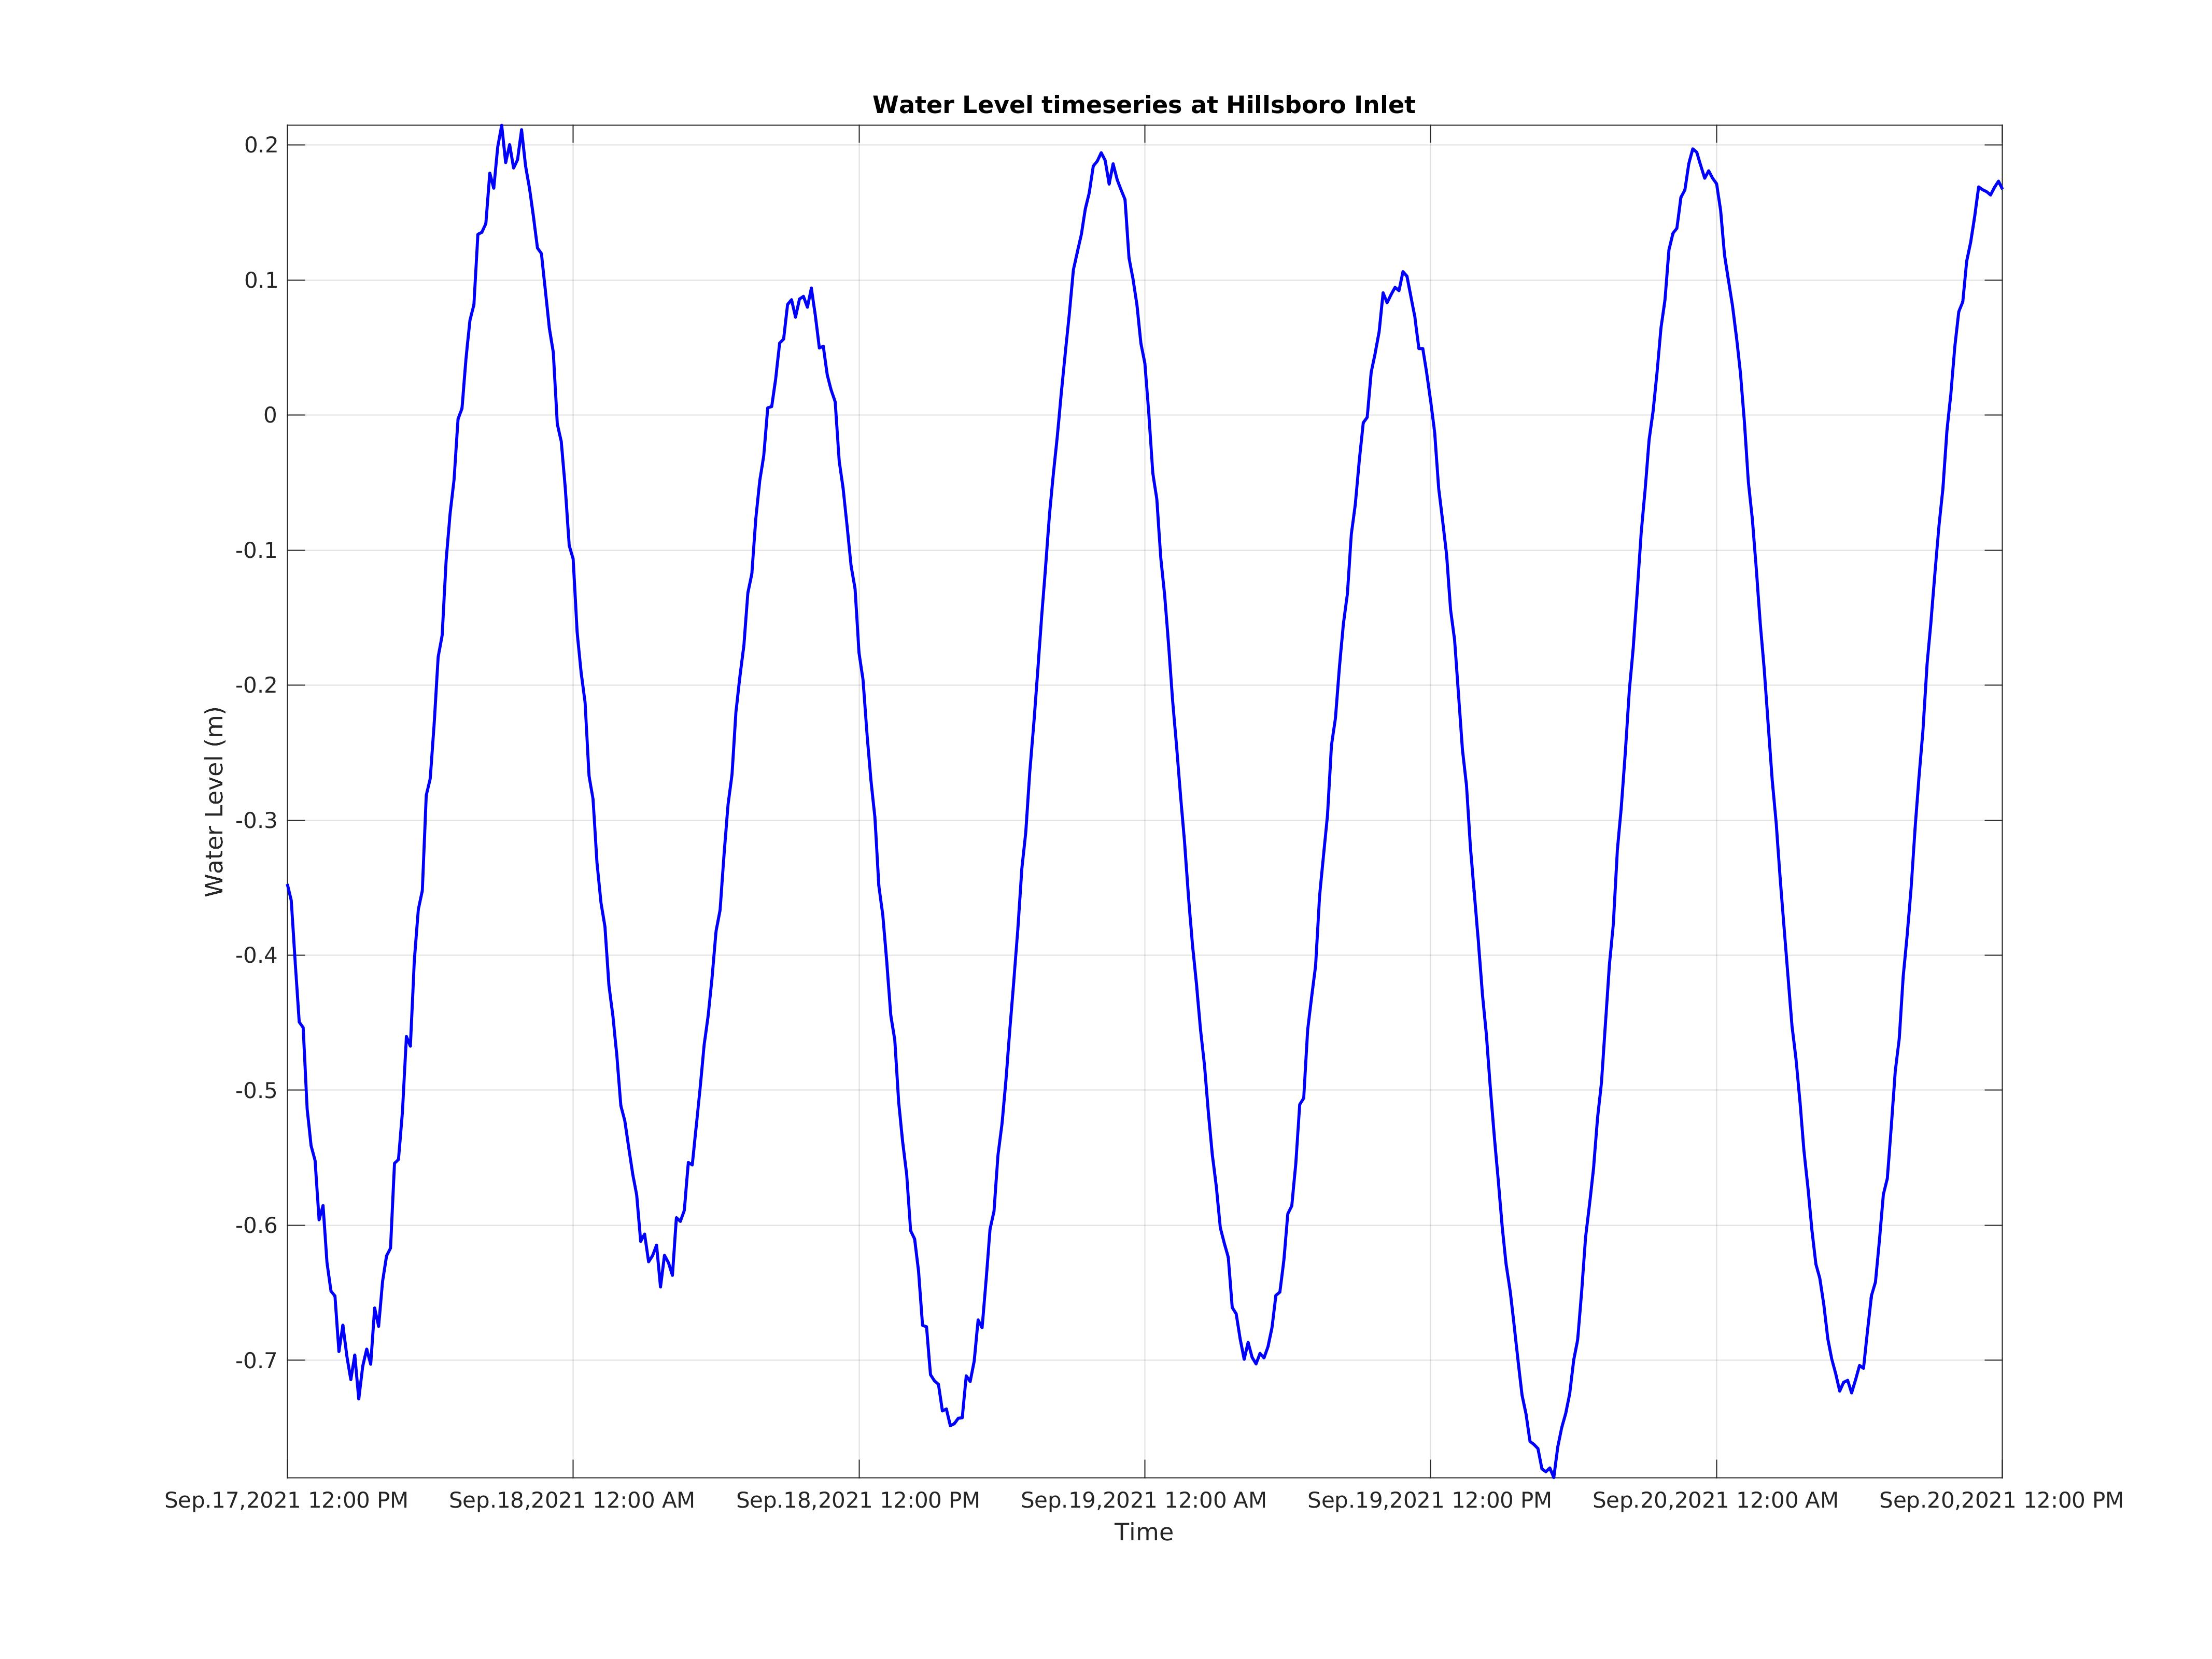 Water Level timeseries at Hillsboro Inlet
0.2
0.1
0
-0.1
-0.2
-0.3
-0.4
-0.5
-0.6
-0.7
Water Level (m)
Sep.17,2021 12:00 PM
Sep.18,2021 12:00 AM
Sep.18,2021 12:00 PM
Sep.19,2021 12:00 AM
Sep.19,2021 12:00 PM
Sep.20,2021 12:00 AM
Sep.20,2021 12:00 PM
Time